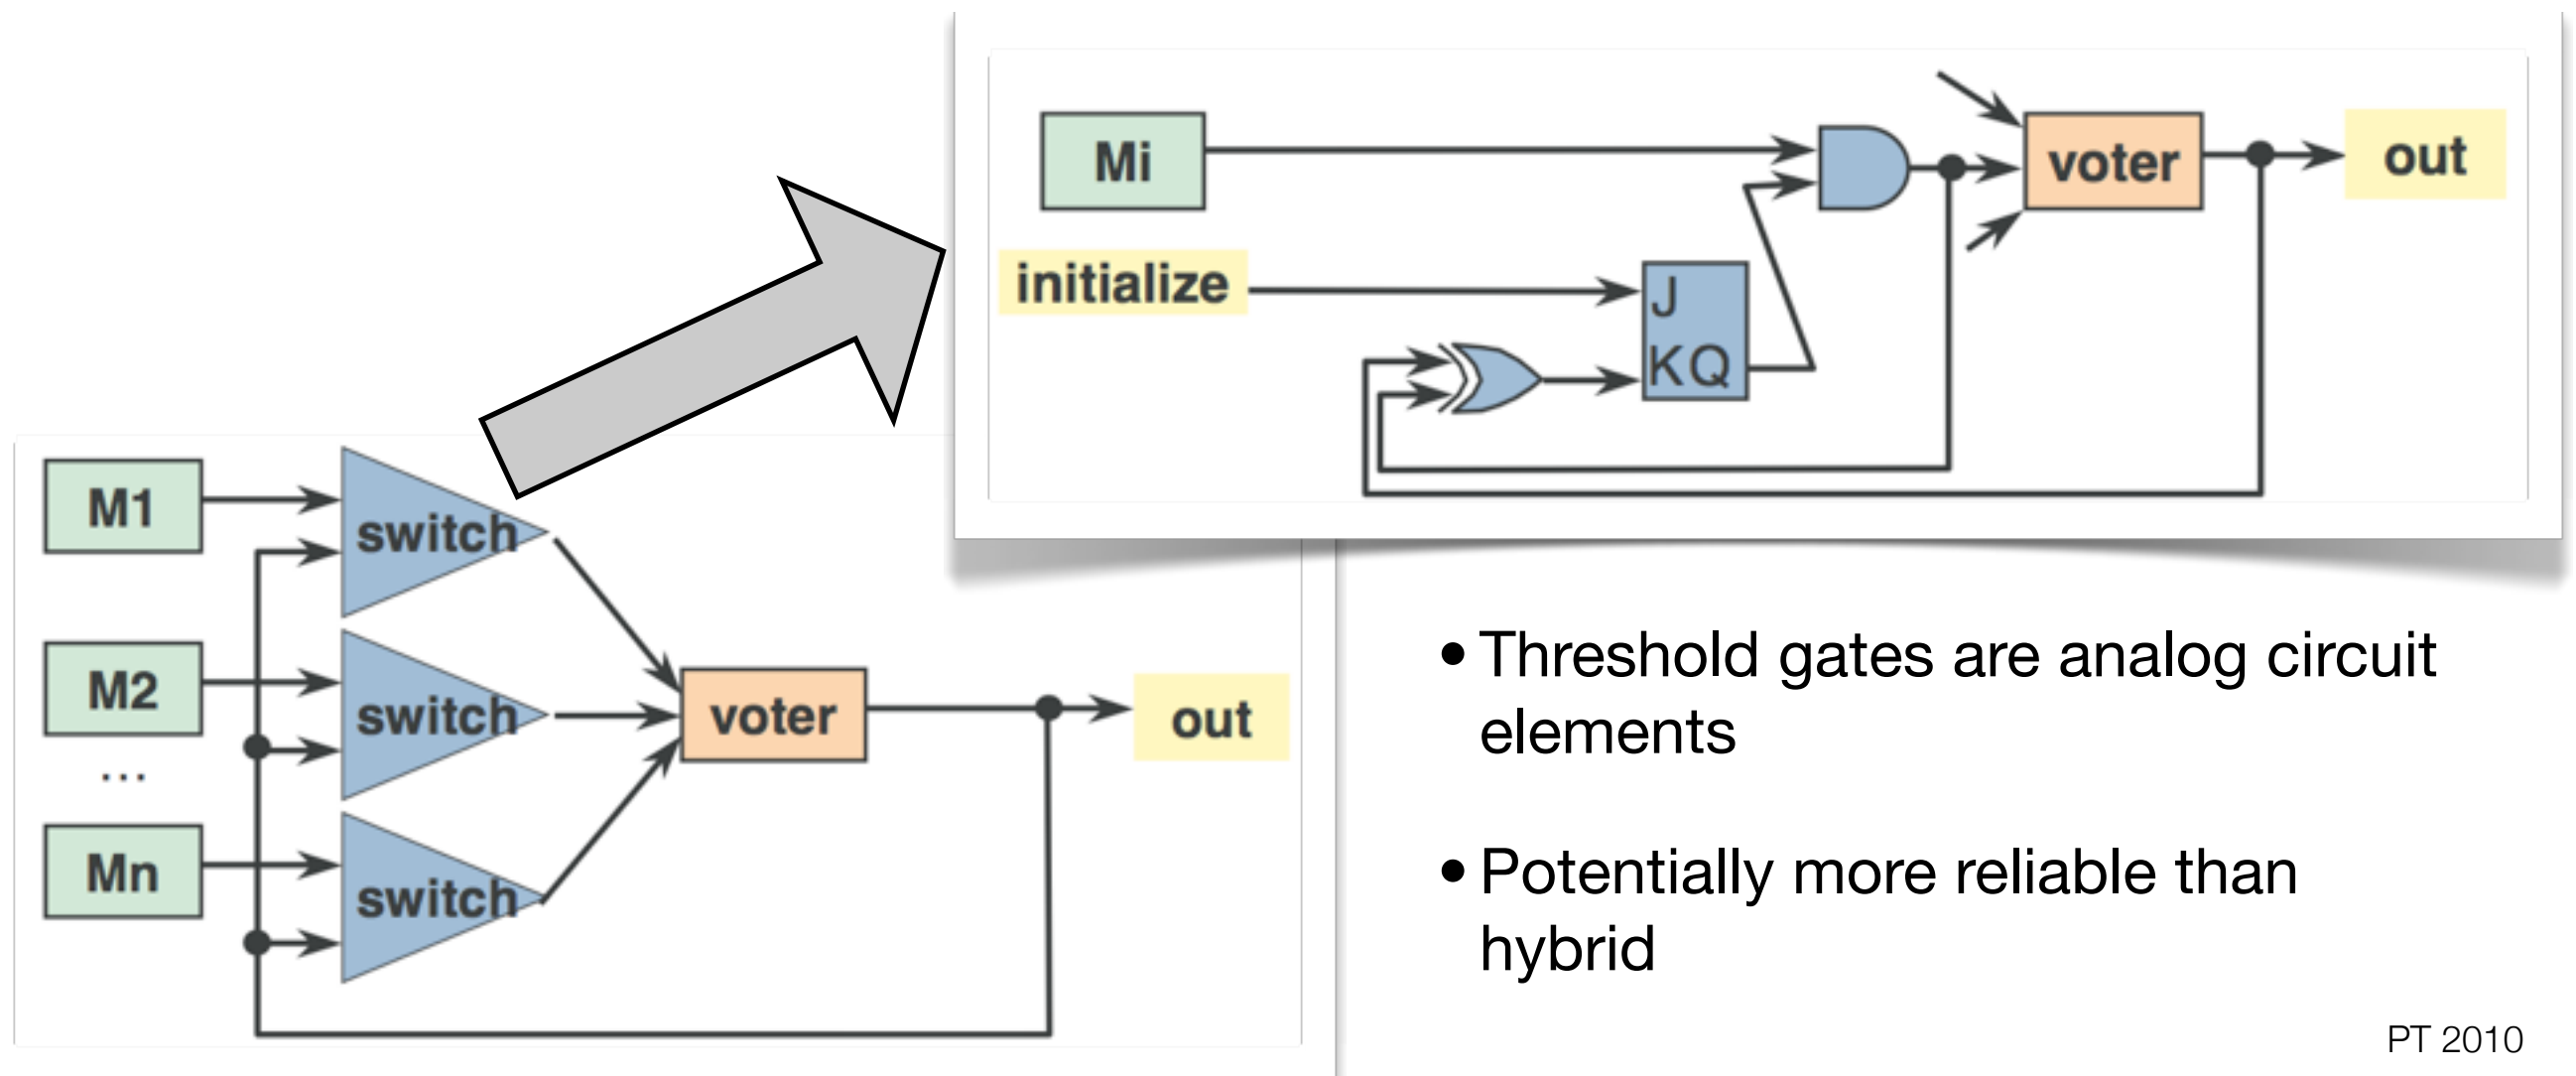 Mi
voter
out
initialize
J
K Q
M1
switch
M2
switch
voter
out
...
Mn
switch
• Threshold gates are analog circuit
elements
• Potentially more reliable than
hybrid
PT 2010